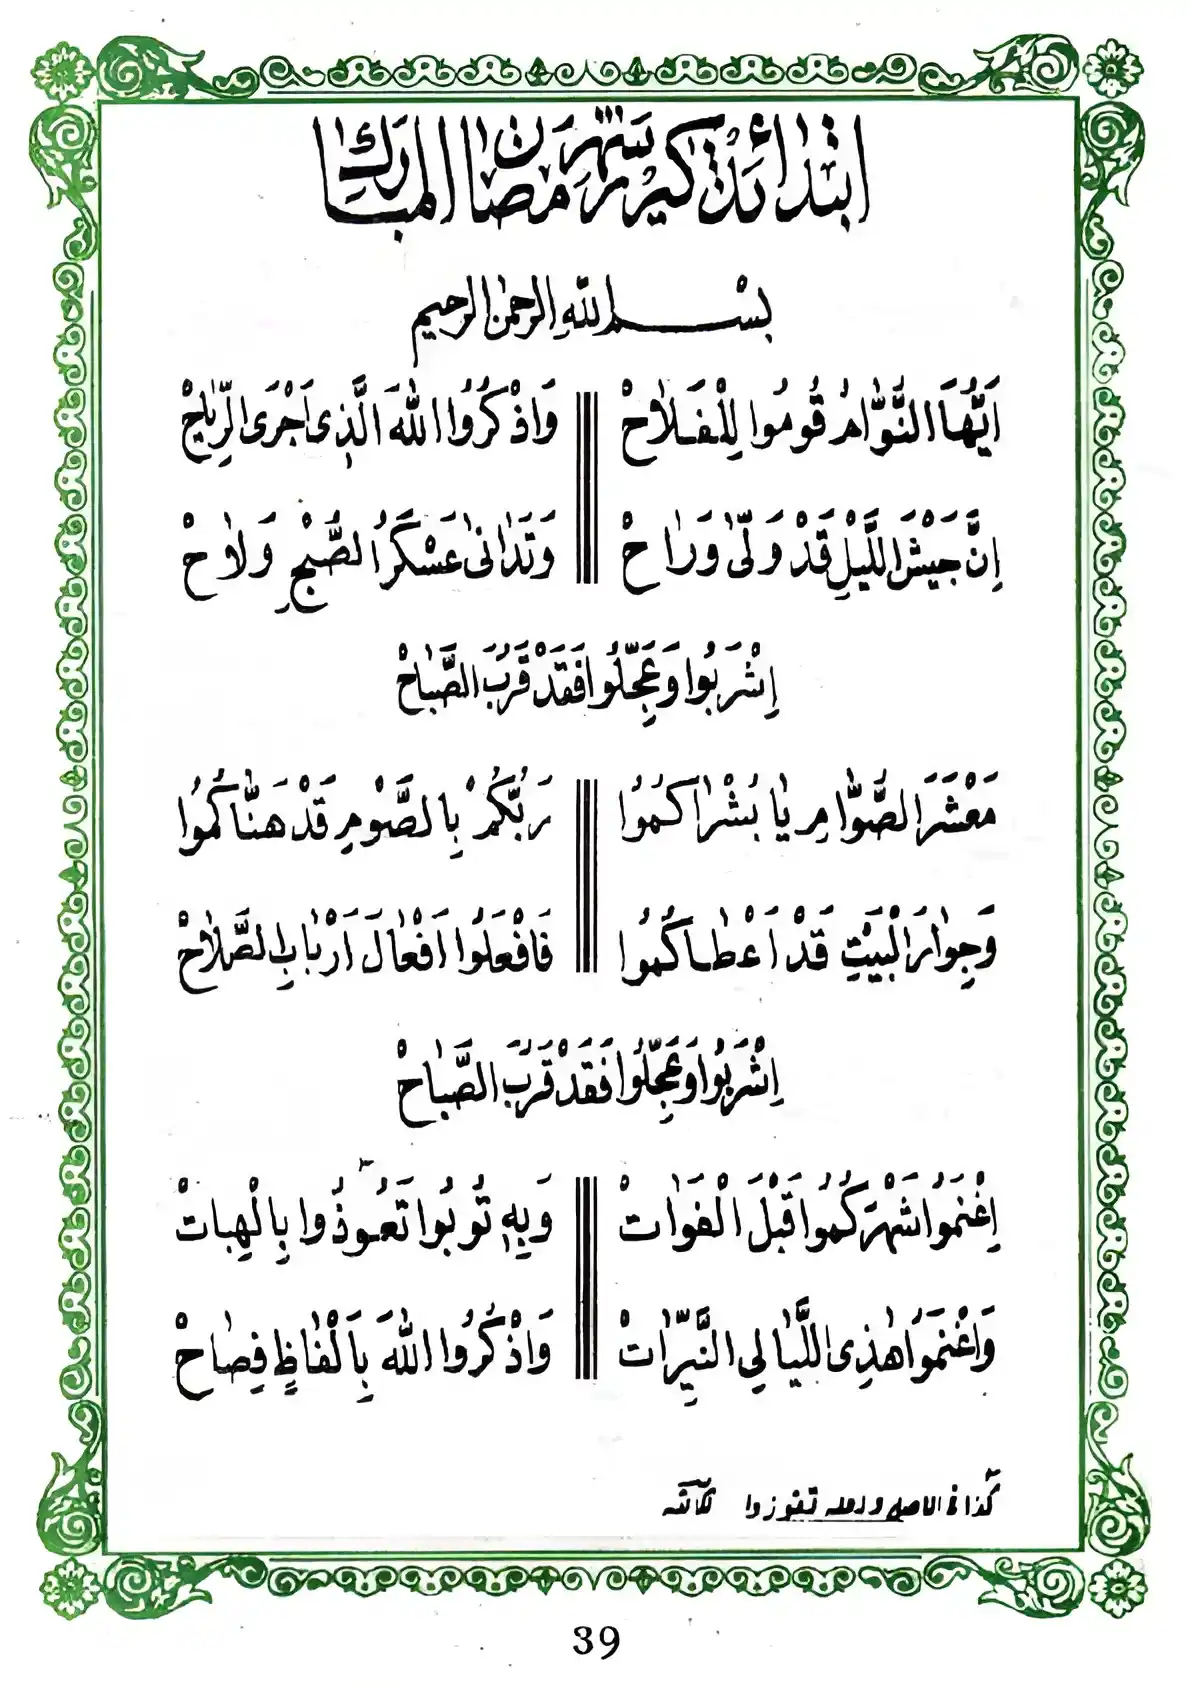 ابتداء تذكير شهر رمضان المبارك
بِسْمِ اللهِ الرحمن الرحيم
اَيُّهَا النُّوَّامُ قُومُوا لِلْفَلَاحْ وَاذْكُرُوا اللهَ الَّذِى اَجْرَى الرِّيَاحْ
اِنَّ جَيْشَ اللَّيْلِ قَدْ وَلّٰى وَرَاحْ وَتَدَانٰى عَسْكَرُ الصُّبْحِ وَلَاحْ
اِشْرَبُوا وَعَجِّلُوا فَقَدْ قَرُبَ الصَّبَاحْ
مَعْشَرَ الصُّوَّامِ يَا بُشْرَاكُمُوا رَبُّكُمْ بِالصَّوْمِ قَدْ هَنَّاكُمُوا
وَجِوَارَ الْبَيْتِ قَدْ اَعْطَاكُمُوا فَافْعَلُوا اَفْعَالَ اَرْبَابِ الصَّلَاحْ
اِشْرَبُوا وَعَجِّلُوا فَقَدْ قَرُبَ الصَّبَاحْ
اِغْنَمُوا شَهْرَكُمُوا قَبْلَ الْفَوَاتْ وَبِهِ تُوبُوا تَعُوذُوا بِالْهِبَاتْ
وَاغْنَمُوا هٰذِى اللَّيَالِى النَّيِّرَاتْ وَاذْكُرُوا اللهَ بِاَلْفَاظٍ فِصَاحْ
كذا فى الاصل ولعله تفوزوا
39